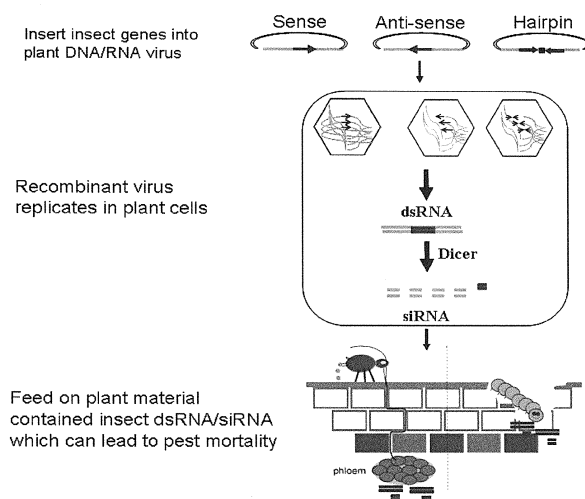 Insert insect genes into
plant DNA/RNA virus
Sense
Anti-sense
Hairpin
Recombinant virus
replicates in plant cells
dsRNA
Dicer
siRNA
Feed on plant material
contained insect dsRNA/siRNA
which can lead to pest mortality
phloem